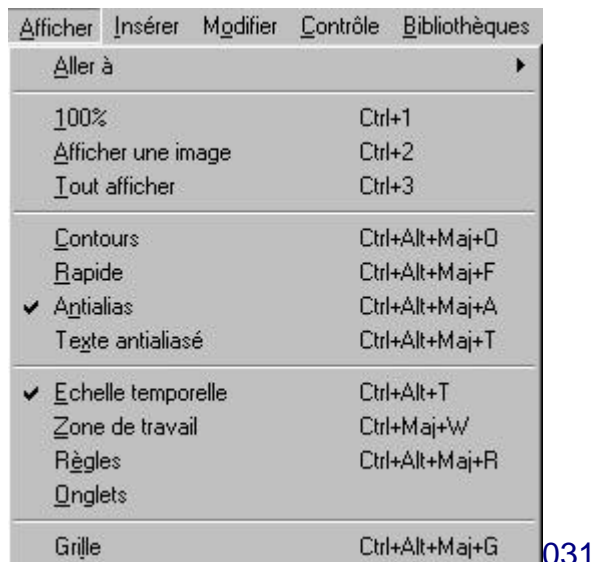 Afficher Insérer Modifier Contrôle Bibliothèques
Aller à
100% Ctrl+1
Afficher une image Ctrl+2
Tout afficher Ctrl+3
Contours Ctrl+Alt+Maj+O
Rapide Ctrl+Alt+Maj+F
Antialias Ctrl+Alt+Maj+A
Texte antialiasé Ctrl+Alt+Maj+T
Echelle temporelle Ctrl+Alt+T
Zone de travail Ctrl+Maj+W
Règles Ctrl+Alt+Maj+R
Onglets
Grille Ctrl+Alt+Maj+G 031